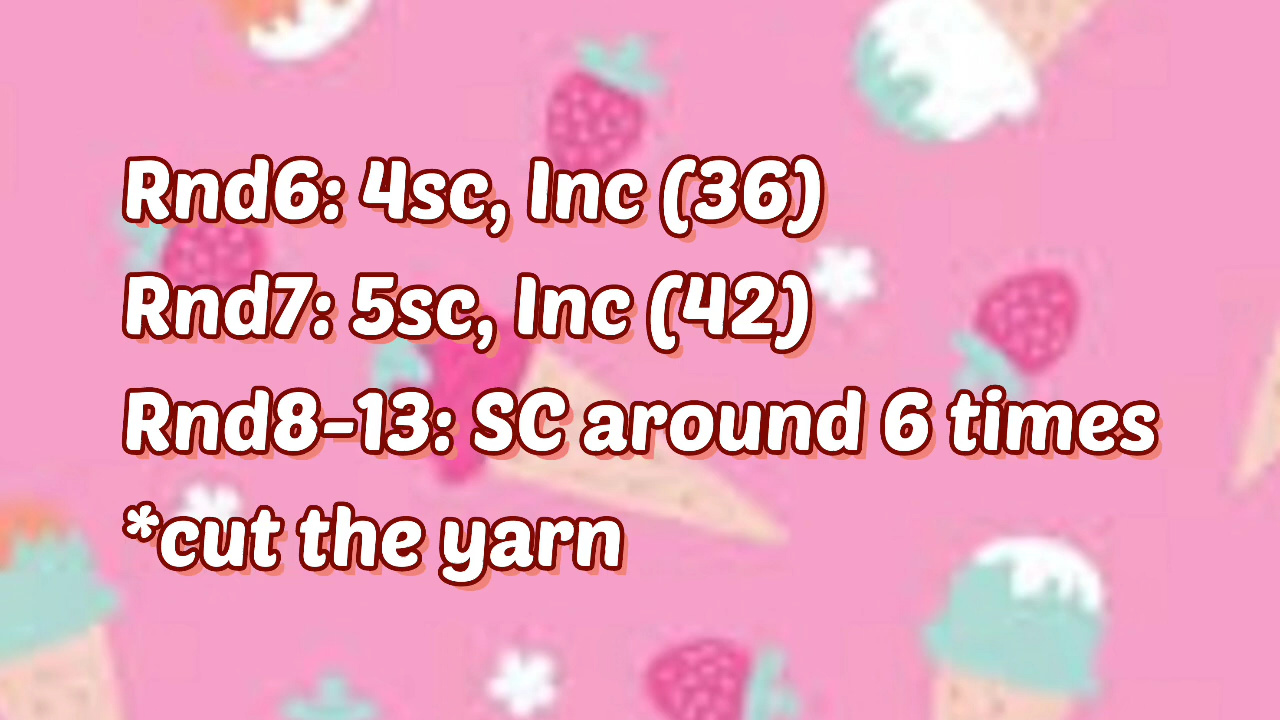 Rnd6: 4sc, Inc (36)
Rnd7: 5sc, Inc (42)
Rnd8-13: SC around 6 times
*cut the yarn